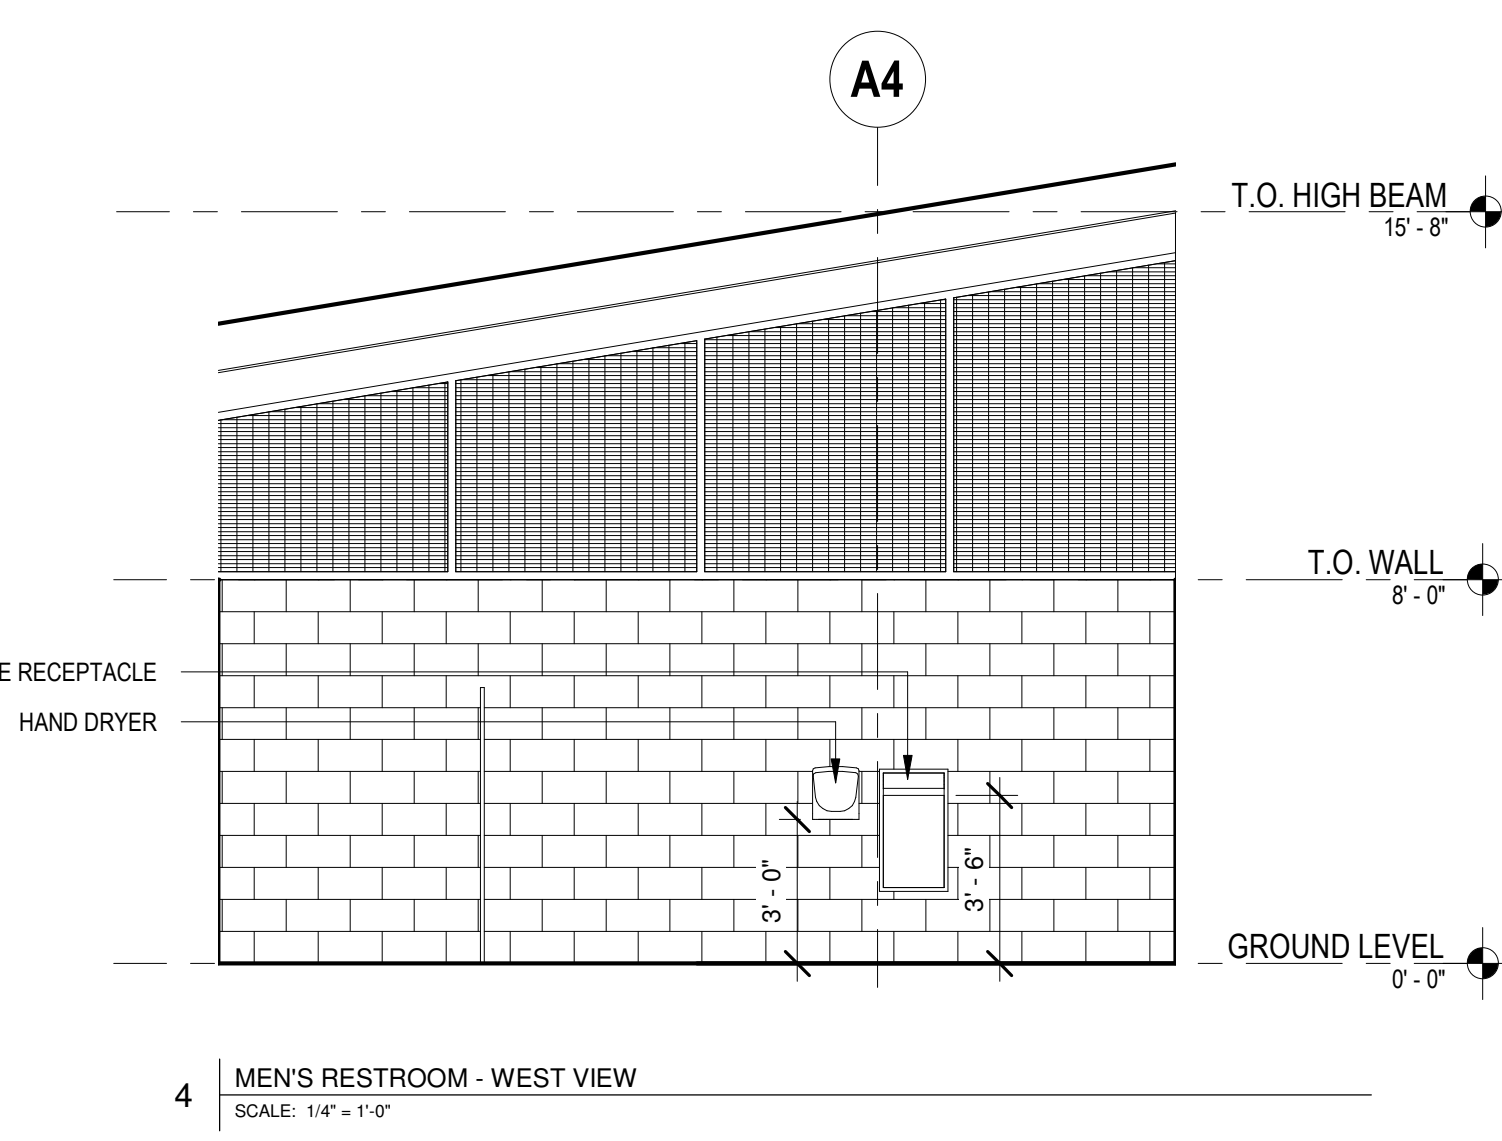 A4
T.O. HIGH BEAM
15' - 8"
T.O. WALL
8' - 0"
RECEPTACLE
HAND DRYER
3' - 0"
3' - 6"
GROUND LEVEL
0' - 0"
4
MEN'S RESTROOM - WEST VIEW
SCALE: 1/4" = 1'-0"